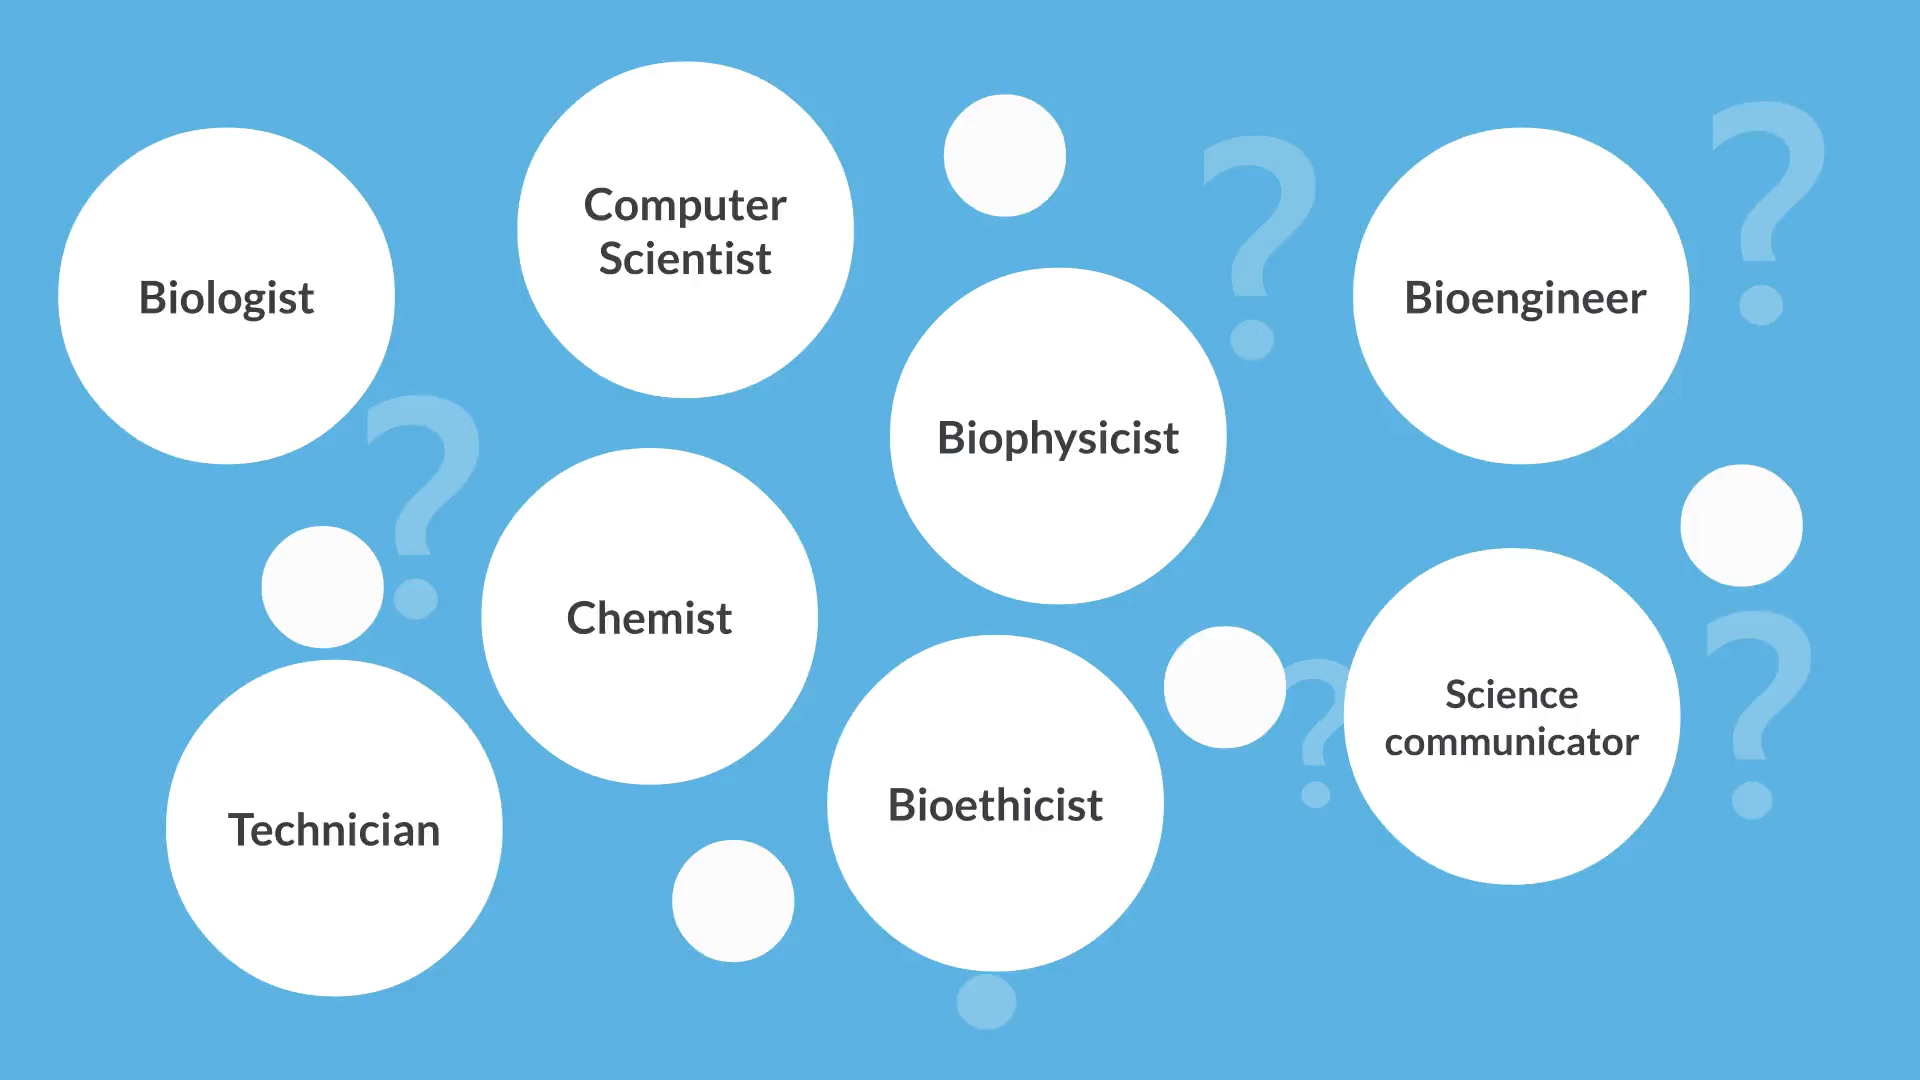 Biologist
Computer
Scientist
Biophysicist
Bioengineer
Chemist
Technician
Bioethicist
Science
communicator
?
?
?
?
?